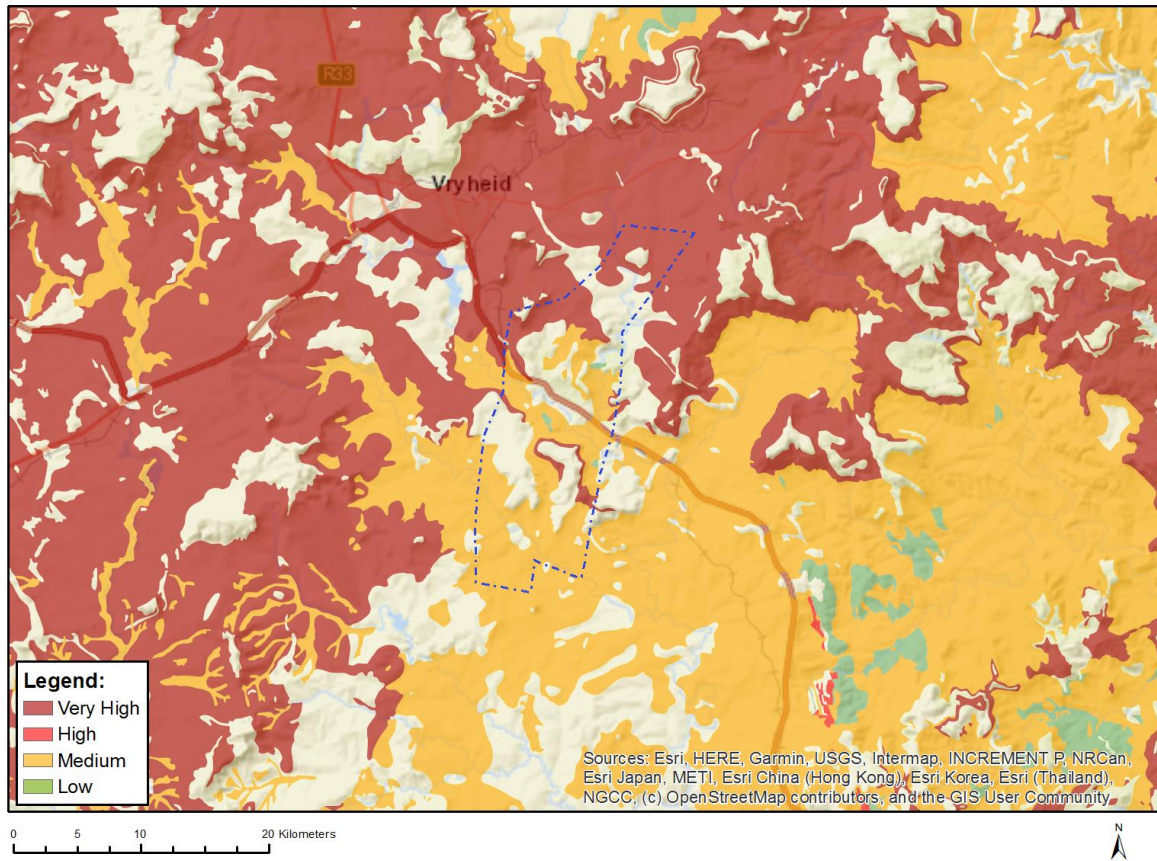 R33
Vryheid
Legend:
Very High
High
Medium
Low
Sources: Esri, HERE, Garmin, USGS, Intermap, INCREMENT P, NRCan,
Esri Japan, METI, Esri China (Hong Kong), Esri Korea, Esri (Thailand),
NGCC, (c) OpenStreetMap contributors, and the GIS User Community
0 5 10 20 Kilometers
N